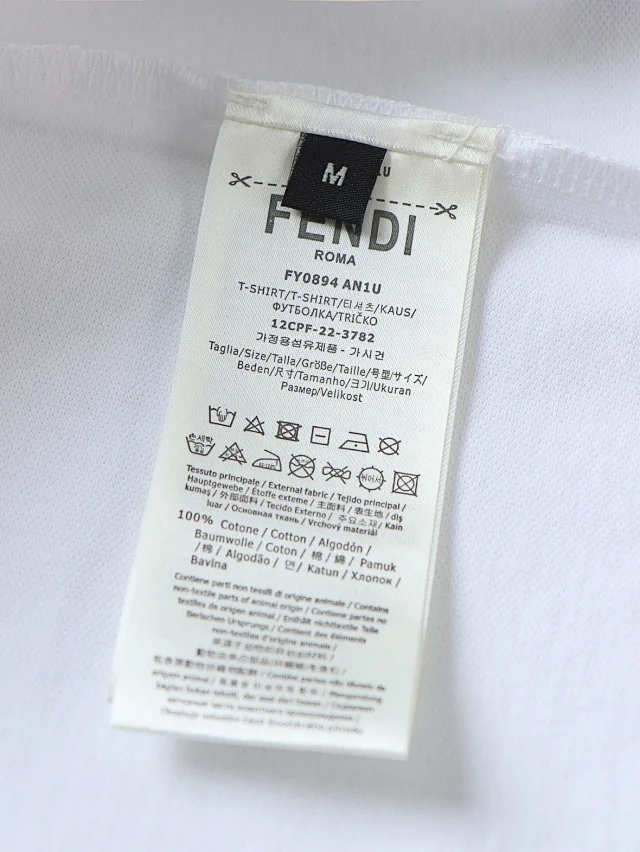 M
1U
FENDI
ROMA
FY0894 AN1U
T-SHIRT/T-SHIRT/티셔츠/KAUS/
ФУТБОЛКА/TRIČKO
12CPF-22-3782
가정용섬유제품 - 가시건
Taglia/Size/Talla/Größe/Taille/号型/サイズ/
Beden/尺寸/Tamanho/크기/Ukuran
Размер/Velikost
손세탁
Tessuto principale / External fabric / Tejido principal /
Hauptgewebe / Étoffe externe / 主面料 / 表生地 / dış
kumaş / 外部面料 / Tecido Externo / 주요소재 / Kain
luar / Основная ткань / Vrchový materiál
100% Cotone / Cotton / Algodón /
Baumwolle / Coton / 棉 / 綿 / Pamuk
/ 棉 / Algodão / 면 / Katun / Хлопок /
Bavlna
Contiene parti non tessili di origine animale / Contains
non-textile parts of animal origin / Contiene partes no
textiles de origen animal / Enthält nichttextile Teile
tierischen Ursprungs / Contient des éléments
non-textiles d'origine animale /